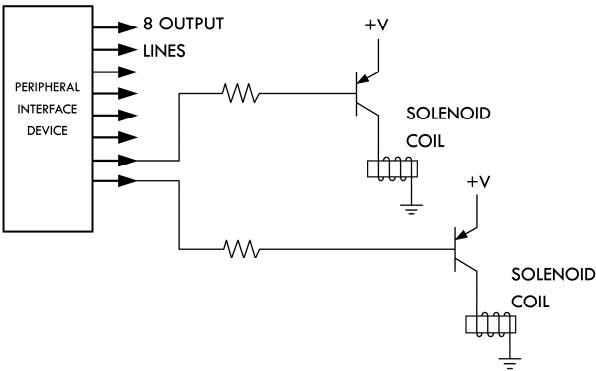 8 OUTPUT
LINES
PERIPHERAL
INTERFACE
DEVICE
+V
SOLENOID
COIL
+V
SOLENOID
COIL